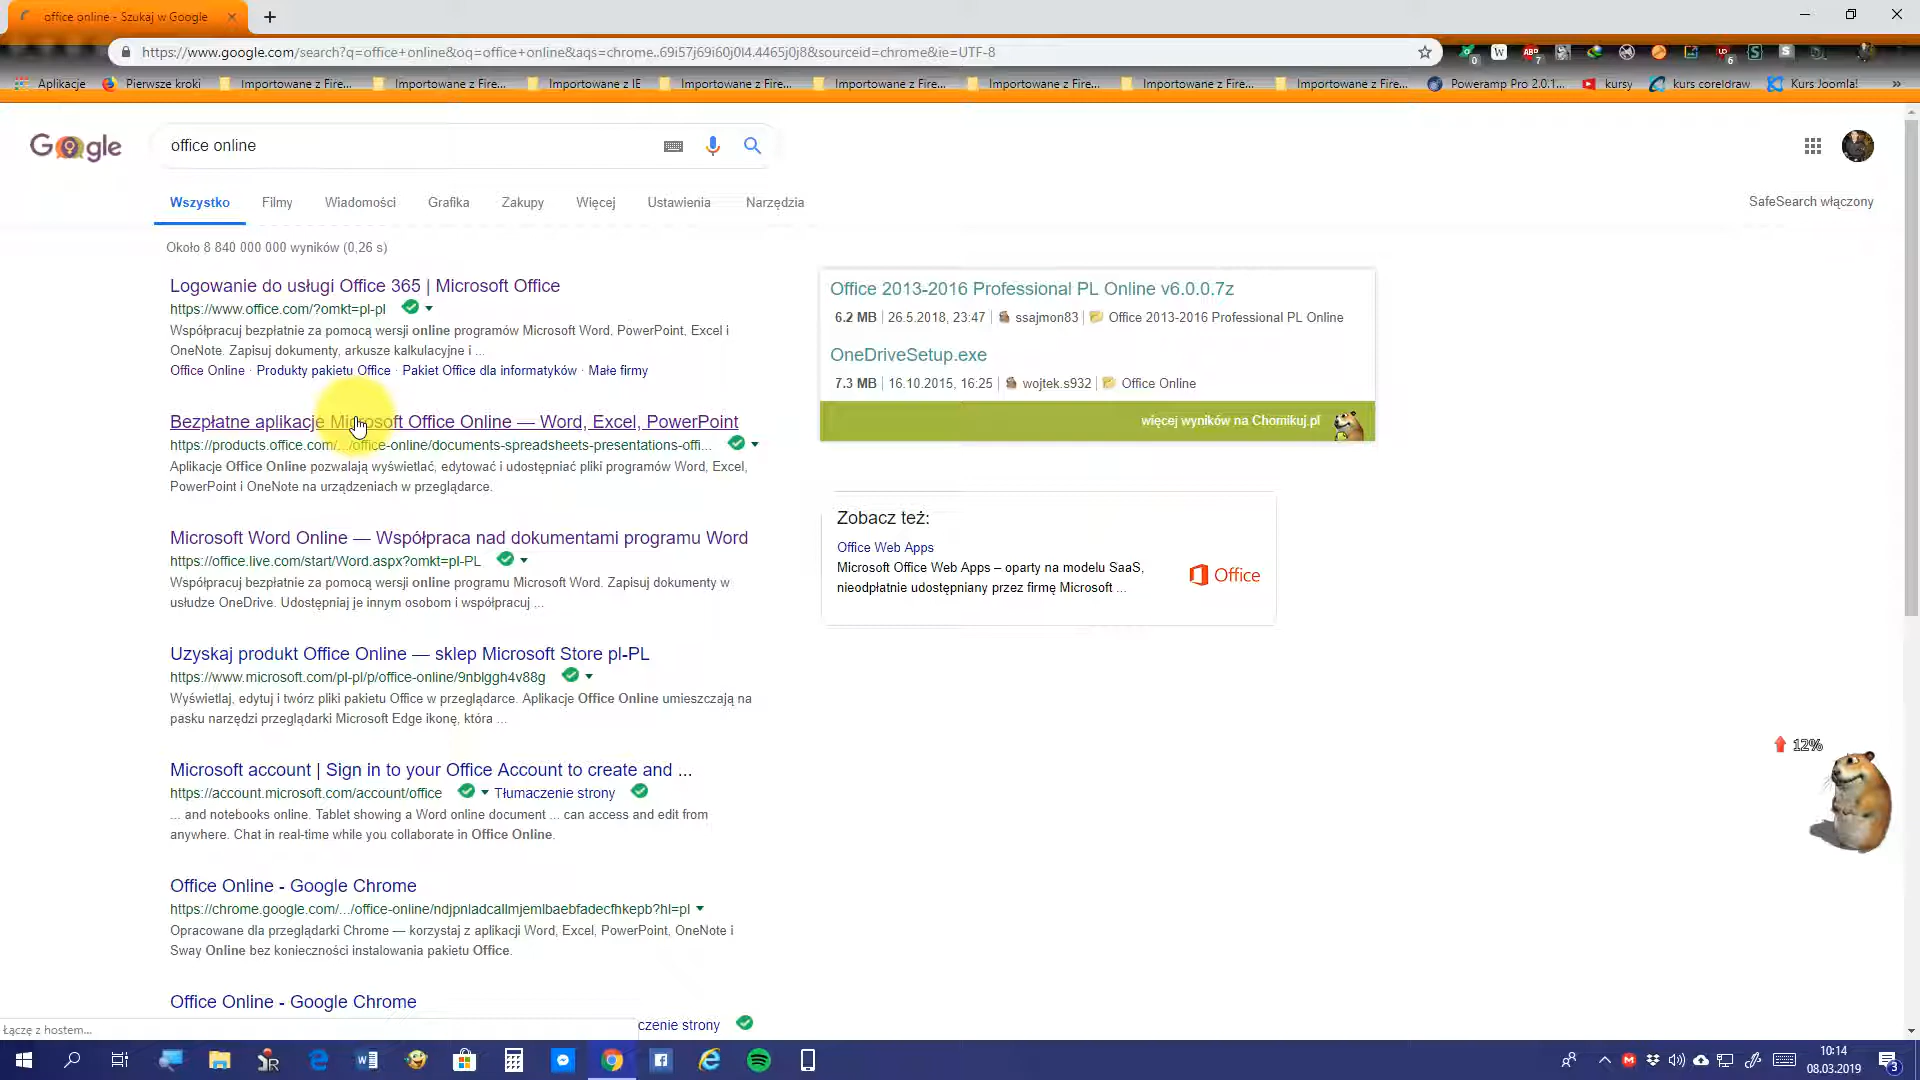 office online - Szukaj w Google
https://www.google.com/search?q=office+online&oq=office+online&aqs=chrome..69i57j69i60j0l4.4465j0j8&sourceid=chrome&ie=UTF-8
Aplikacje
Pierwsze kroki
Importowane z Fire...
Importowane z Fire...
Importowane z IE
Importowane z Fire...
Importowane z Fire...
Importowane z Fire...
Importowane z Fire...
Importowane z Fire...
Poweramp Pro 2.0.1...
kursy
kurs coreldraw
Kurs Joomla!
Google
office online
Wszystko
Filmy
Wiadomości
Grafika
Zakupy
Więcej
Ustawienia
Narzędzia
SafeSearch włączony
Około 8 840 000 000 wyników (0,26 s)
Logowanie do usługi Office 365 | Microsoft Office
https://www.office.com/?omkt=pl-pl
Współpracuj bezpłatnie za pomocą wersji online programów Microsoft Word, PowerPoint, Excel i
OneNote. Zapisuj dokumenty, arkusze kalkulacyjne i ...
Office Online · Produkty pakietu Office · Pakiet Office dla informatyków · Małe firmy
Bezpłatne aplikacje Microsoft Office Online — Word, Excel, PowerPoint
https://products.office.com/.../office-online/documents-spreadsheets-presentations-offi...
Aplikacje Office Online pozwalają wyświetlać, edytować i udostępniać pliki programów Word, Excel,
PowerPoint i OneNote na urządzeniach w przeglądarce.
Microsoft Word Online — Współpraca nad dokumentami programu Word
https://office.live.com/start/Word.aspx?omkt=pl-PL
Współpracuj bezpłatnie za pomocą wersji online programu Microsoft Word. Zapisuj dokumenty w
usłudze OneDrive. Udostępniaj je innym osobom i współpracuj ...
Uzyskaj produkt Office Online — sklep Microsoft Store pl-PL
https://www.microsoft.com/pl-pl/p/office-online/9nblggh4v88g
Wyświetlaj, edytuj i twórz pliki pakietu Office w przeglądarce. Aplikacje Office Online umieszczają na
pasku narzędzi przeglądarki Microsoft Edge ikonę, która ...
Microsoft account | Sign in to your Office Account to create and ...
https://account.microsoft.com/account/office
Tłumaczenie strony
... and notebooks online. Tablet showing a Word online document ... can access and edit from
anywhere. Chat in real-time while you collaborate in Office Online.
Office Online - Google Chrome
https://chrome.google.com/.../office-online/ndjpnladcallmjemlbaebfadecfhkepb?hl=pl
Opracowane dla przeglądarki Chrome — korzystaj z aplikacji Word, Excel, PowerPoint, OneNote i
Sway Online bez konieczności instalowania pakietu Office.
Office Online - Google Chrome
czenie strony
Łączę z hostem...
Office 2013-2016 Professional PL Online v6.0.0.7z
6.2 MB | 26.5.2018, 23:47 | ssajmon83 | Office 2013-2016 Professional PL Online
OneDriveSetup.exe
7.3 MB | 16.10.2015, 16:25 | wojtek.s932 | Office Online
więcej wyników na Chomikuj.pl
Zobacz też:
Office Web Apps
Microsoft Office Web Apps – oparty na modelu SaaS,
nieodpłatnie udostępniany przez firmę Microsoft ...
Office
12%
10:14
08.03.2019
3